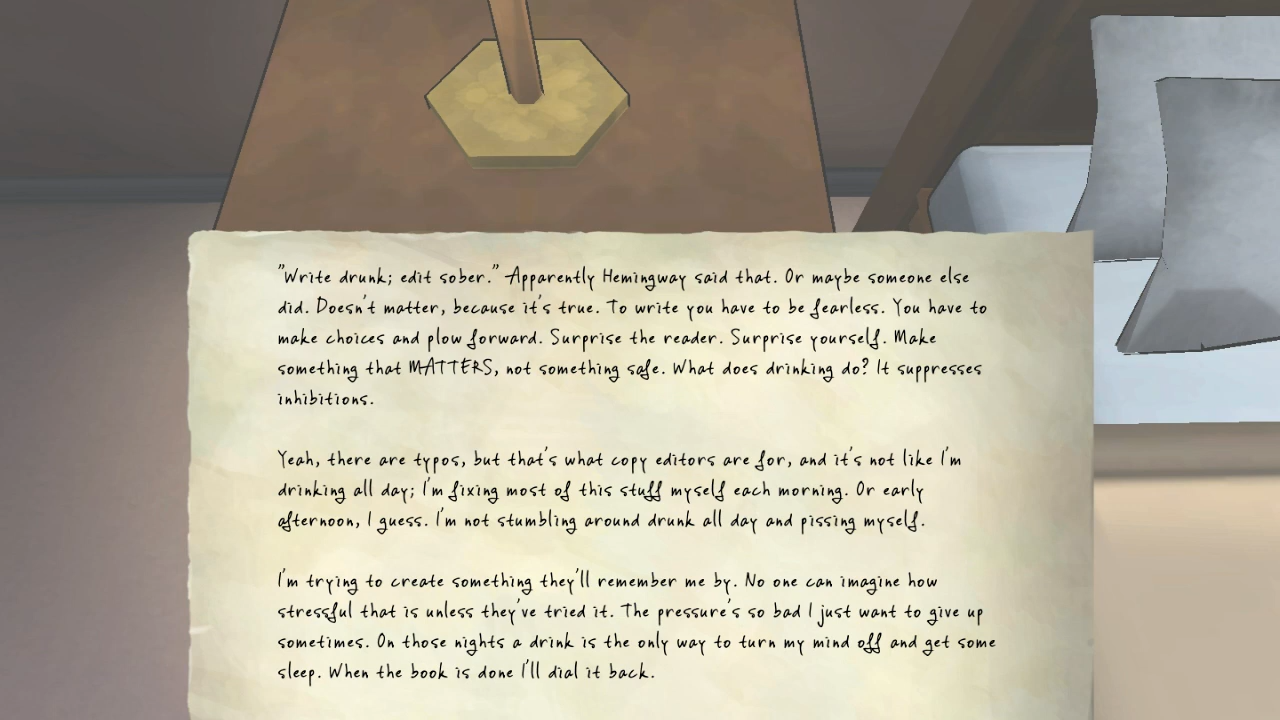 "Write drunk; edit sober." Apparently Hemingway said that. Or maybe someone else
did. Doesn't matter, because it's true. To write you have to be fearless. You have to
make choices and plow forward. Surprise the reader. Surprise yourself. Make
something that MATTERS, not something safe. What does drinking do? It suppresses
inhibitions.
Yeah, there are typos, but that's what copy editors are for, and it's not like I'm
drinking all day; I'm fixing most of this stuff myself each morning. Or early
afternoon, I guess. I'm not stumbling around drunk all day and pissing myself.
I'm trying to create something they'll remember me by. No one can imagine how
stressful that is unless they've tried it. The pressure's so bad I just want to give up
sometimes. On those nights a drink is the only way to turn my mind off and get some
sleep. When the book is done I'll dial it back.